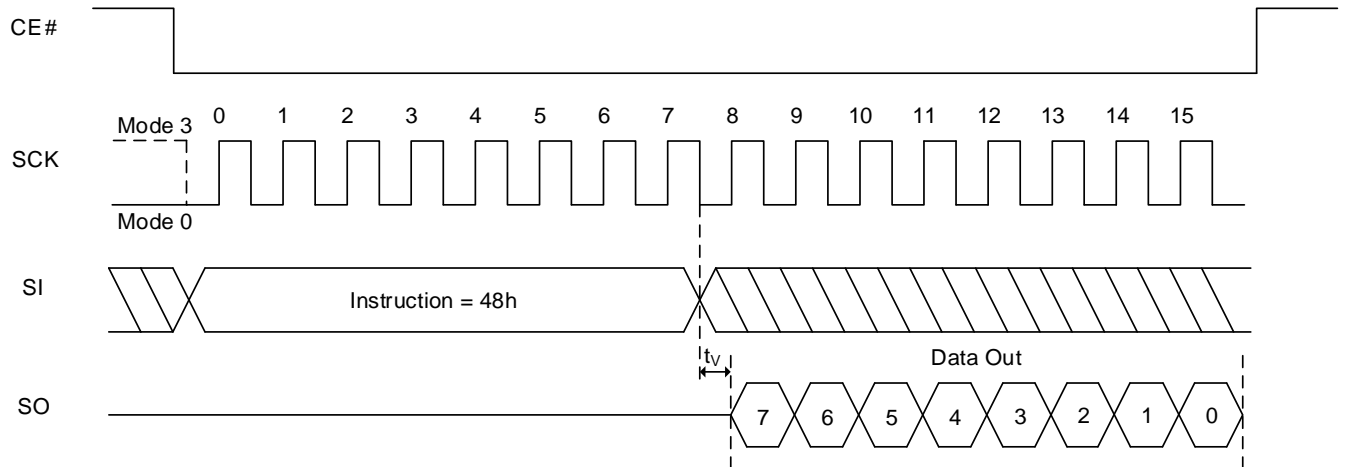 CE#
0 1 2 3 4 5 6 7 8 9 10 11 12 13 14 15
Mode 3
SCK
Mode 0
SI
Instruction = 48h
tV
Data Out
SO
7 6 5 4 3 2 1 0